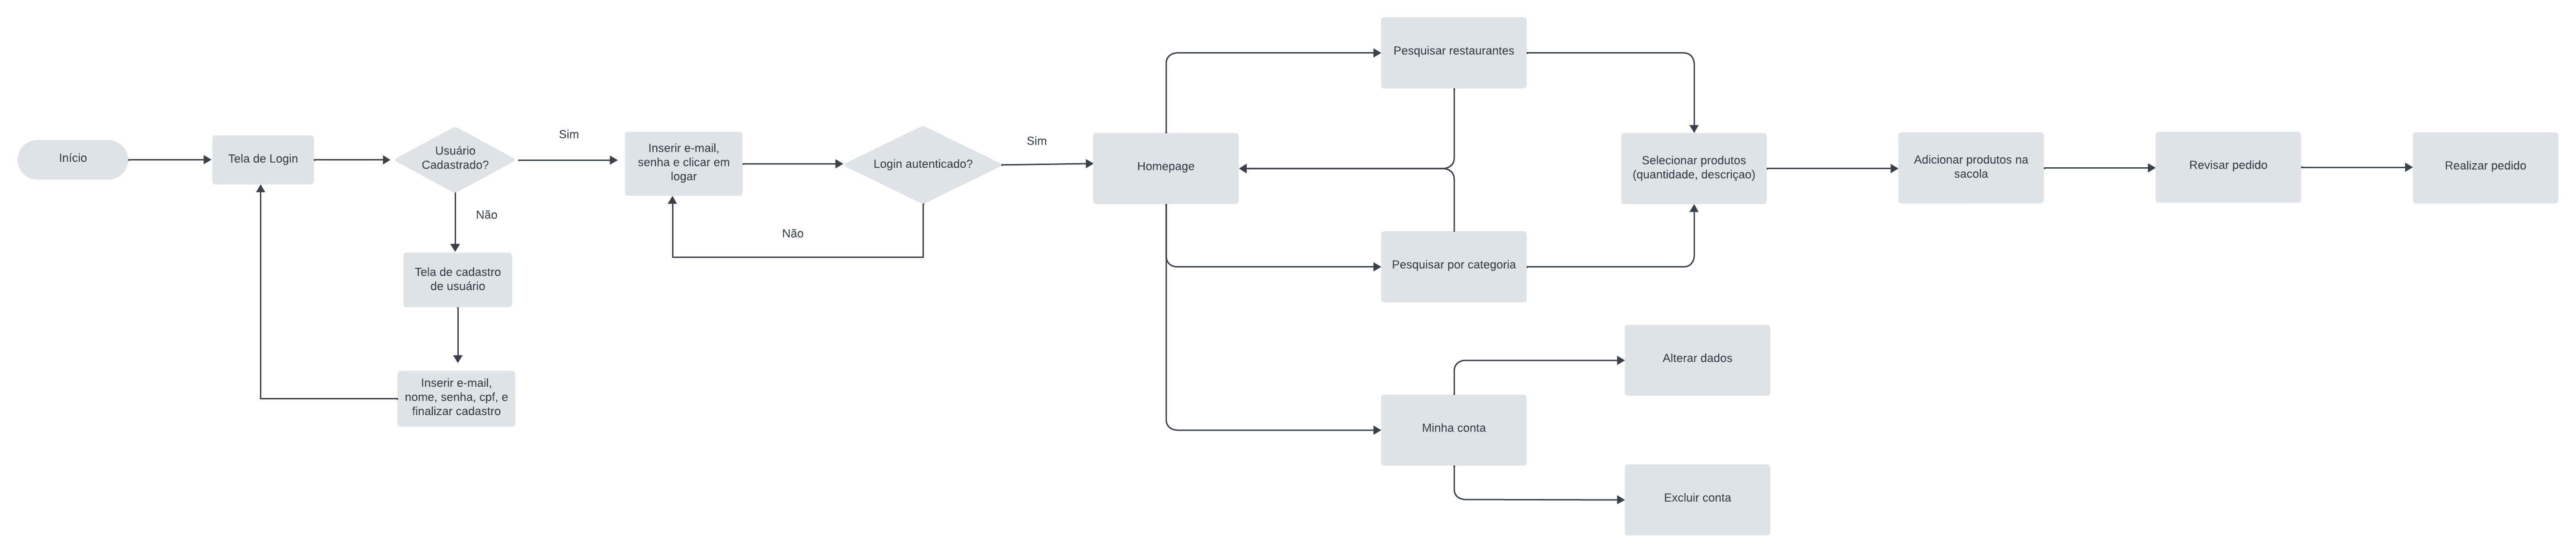 Início
Tela de Login
Usuário
Cadastrado?
Sim
Não
Tela de cadastro
de usuário
Inserir e-mail,
nome, senha, cpf, e
finalizar cadastro
Inserir e-mail,
senha e clicar em
logar
Login autenticado?
Não
Sim
Homepage
Pesquisar restaurantes
Pesquisar por categoria
Minha conta
Alterar dados
Excluir conta
Selecionar produtos
(quantidade, descriçao)
Adicionar produtos na
sacola
Revisar pedido
Realizar pedido